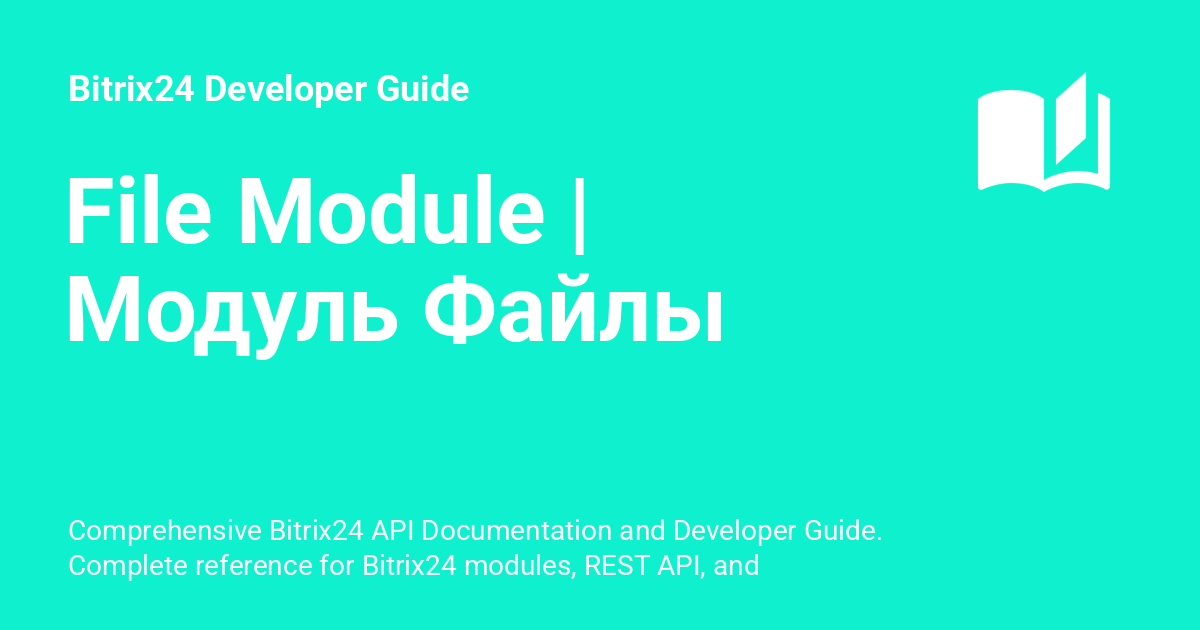 Bitrix24 Developer Guide
File Module |
Модуль Файлы
Comprehensive Bitrix24 API Documentation and Developer Guide.
Complete reference for Bitrix24 modules, REST API, and